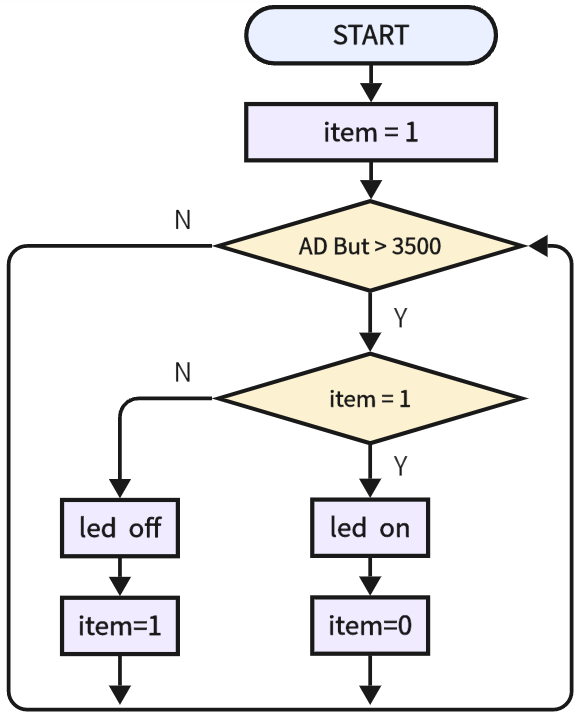 START
item = 1
N
AD But > 3500
Y
N
item = 1
Y
led off
led on
item=1
item=0